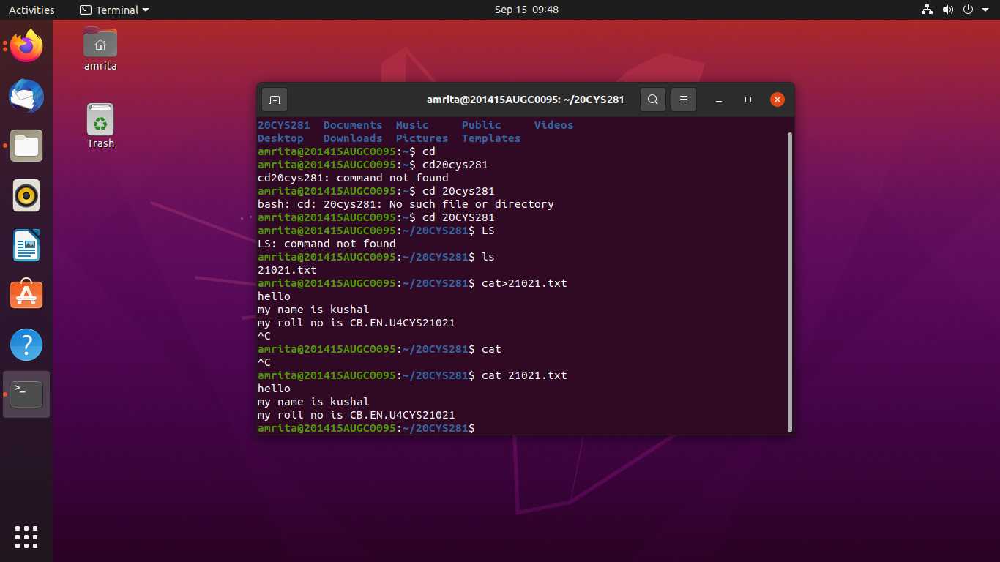 Activities Terminal Sep 15 09:48
amrita
Trash
amrita@201415AUGC0095: ~/20CYS281
20CYS281 Documents Music Public Videos
Desktop Downloads Pictures Templates
amrita@201415AUGC0095:~$ cd
amrita@201415AUGC0095:~$ cd20cys281
cd20cys281: command not found
amrita@201415AUGC0095:~$ cd 20cys281
bash: cd: 20cys281: No such file or directory
amrita@201415AUGC0095:~$ cd 20CYS281
amrita@201415AUGC0095:~/20CYS281$ LS
LS: command not found
amrita@201415AUGC0095:~/20CYS281$ ls
21021.txt
amrita@201415AUGC0095:~/20CYS281$ cat>21021.txt
hello
my name is kushal
my roll no is CB.EN.U4CYS21021
^C
amrita@201415AUGC0095:~/20CYS281$ cat
^C
amrita@201415AUGC0095:~/20CYS281$ cat 21021.txt
hello
my name is kushal
my roll no is CB.EN.U4CYS21021
amrita@201415AUGC0095:~/20CYS281$